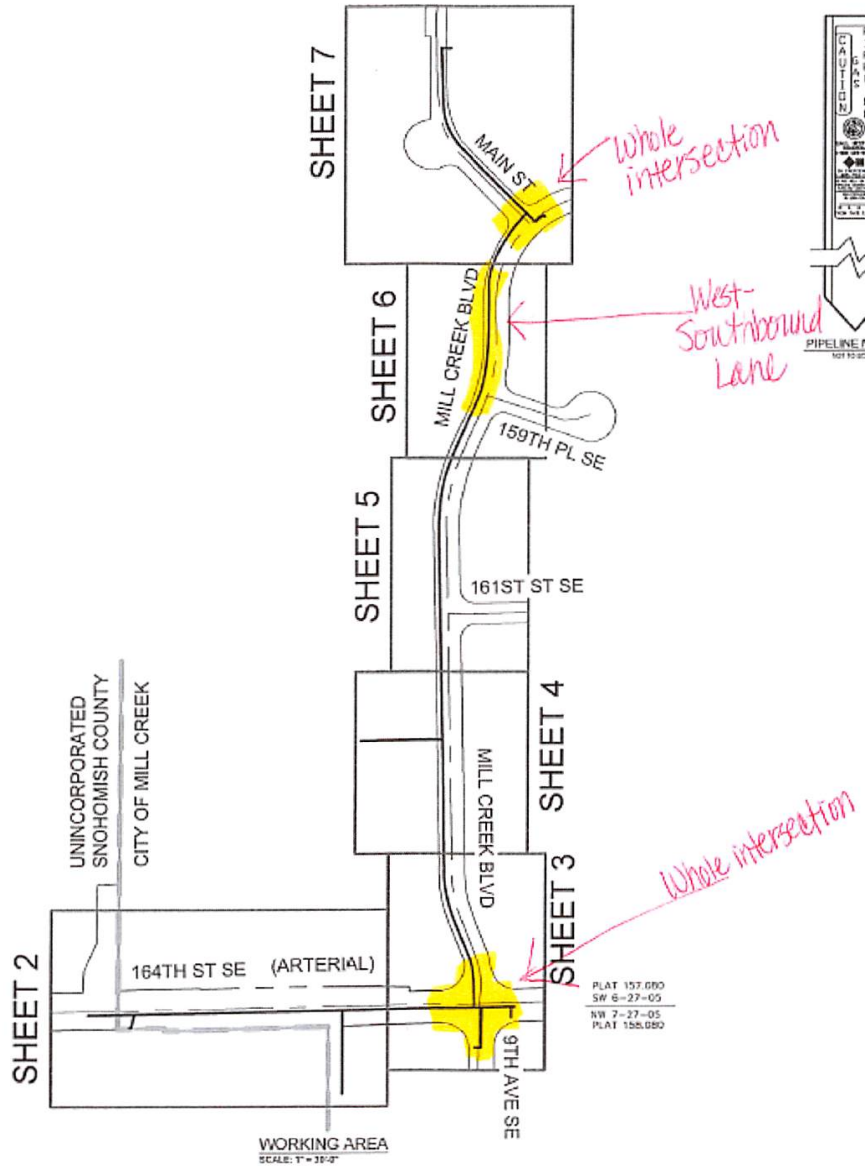 SHEET 7
MAIN ST
Whole
intersection
CAUTION
GAS
SHEET 6
MILL CREEK BLVD
West-
Southbound
Lane
159TH PL SE
SHEET 5
161ST ST SE
UNINCORPORATED
SNOHOMISH COUNTY
CITY OF MILL CREEK
SHEET 4
MILL CREEK BLVD
Whole intersection
SHEET 3
SHEET 2
164TH ST SE (ARTERIAL)
PLAT 157.080
SW 6-27-05
NW 7-27-05
PLAT 158.080
9TH AVE SE
WORKING AREA
PIPELINE